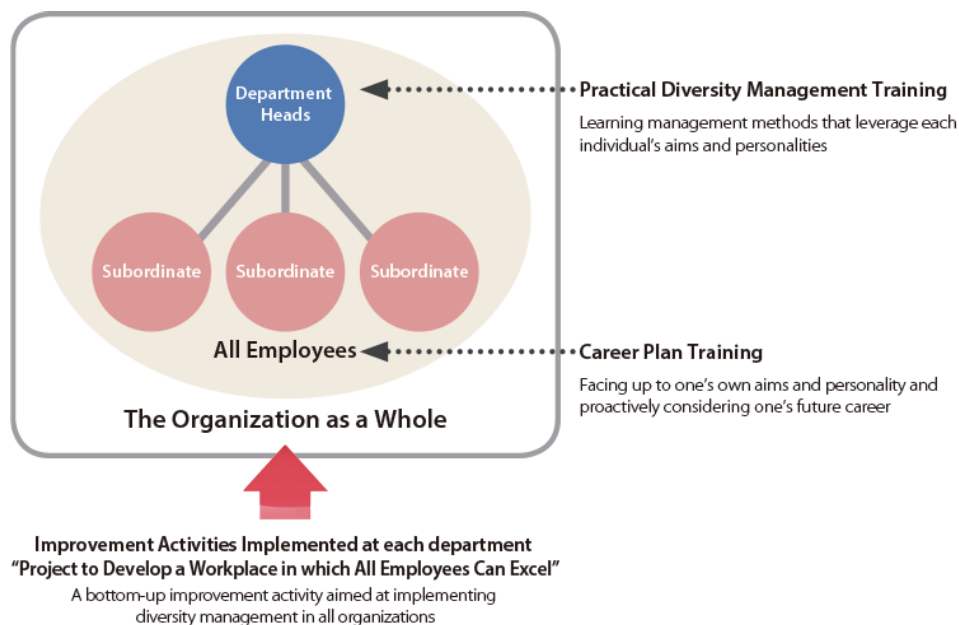 Department
Heads
Practical Diversity Management Training
Learning management methods that leverage each
individual’s aims and personalities
Subordinate
Subordinate
Subordinate
All Employees
Career Plan Training
Facing up to one’s own aims and personality and
proactively considering one’s future career
The Organization as a Whole
Improvement Activities Implemented at each department
“Project to Develop a Workplace in which All Employees Can Excel”
A bottom-up improvement activity aimed at implementing
diversity management in all organizations